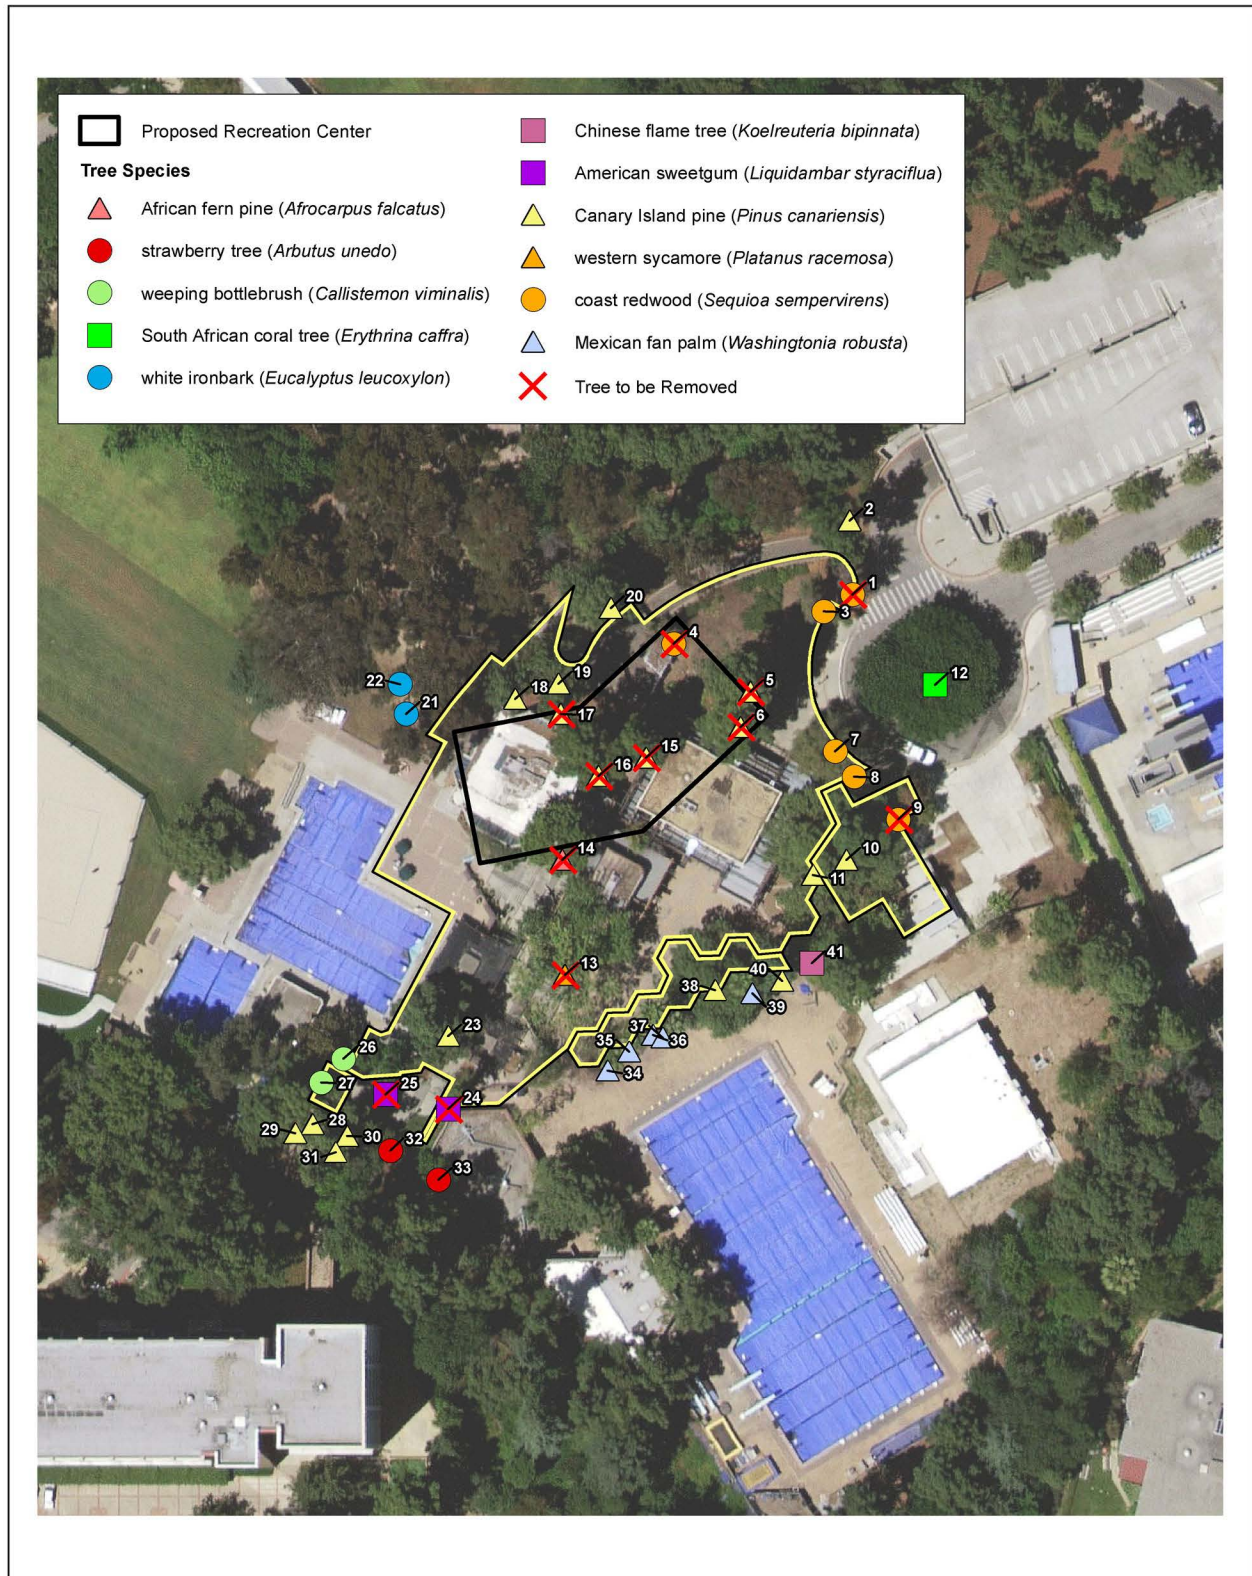 Proposed Recreation Center
Tree Species
African fern pine (Afrocarpus falcatus)
strawberry tree (Arbutus unedo)
weeping bottlebrush (Callistemon viminalis)
South African coral tree (Erythrina caffra)
white ironbark (Eucalyptus leucoxylon)
Chinese flame tree (Koelreuteria bipinnata)
American sweetgum (Liquidambar styraciflua)
Canary Island pine (Pinus canariensis)
western sycamore (Platanus racemosa)
coast redwood (Sequioa sempervirens)
Mexican fan palm (Washingtonia robusta)
Tree to be Removed
2
1
20
3
4
19
22
18
5
12
21
17
6
7
15
16
8
9
14
10
11
41
13
40
38
39
23
37
36
35
26
34
27
25
24
28
29
30
32
31
33